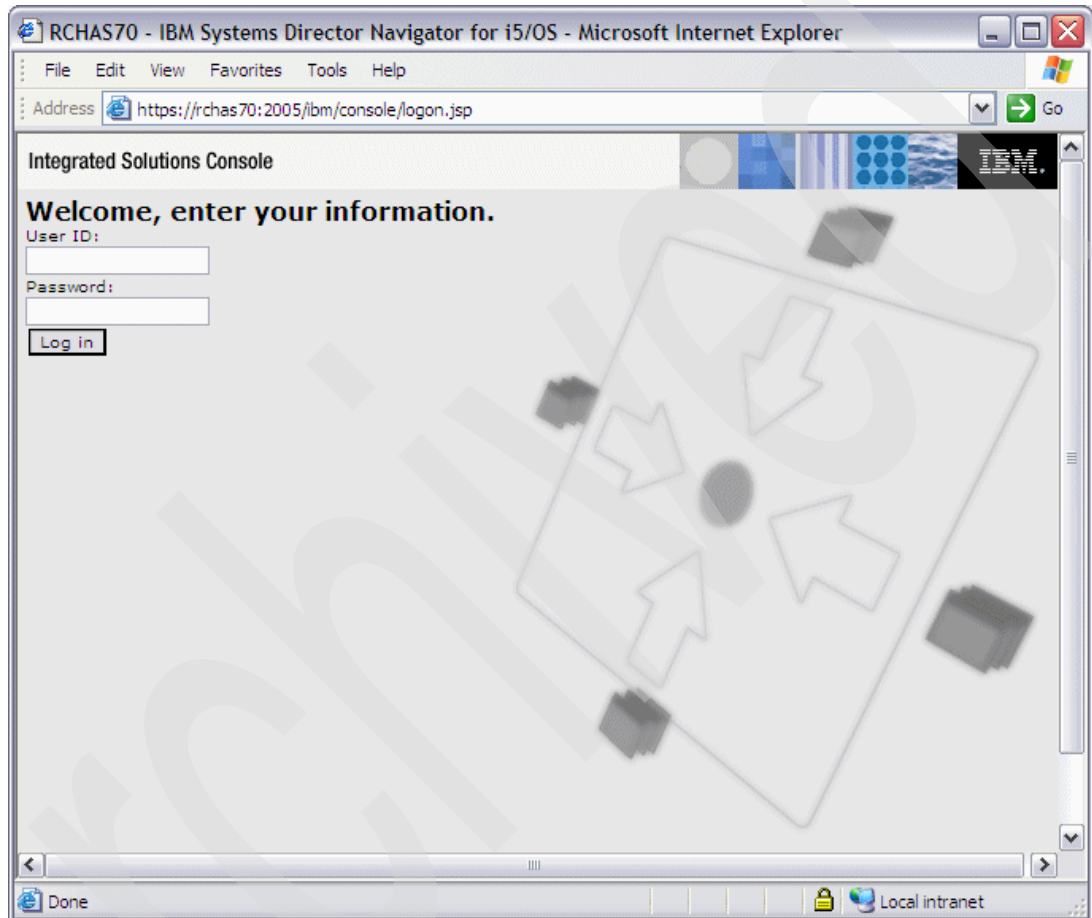 RCHAS70 - IBM Systems Director Navigator for i5/OS - Microsoft Internet Explorer
File Edit View Favorites Tools Help
Address https://rchas70:2005/ibm/console/logon.jsp Go
Integrated Solutions Console IBM.
Welcome, enter your information.
User ID:
Password:
Log in
Done Local intranet